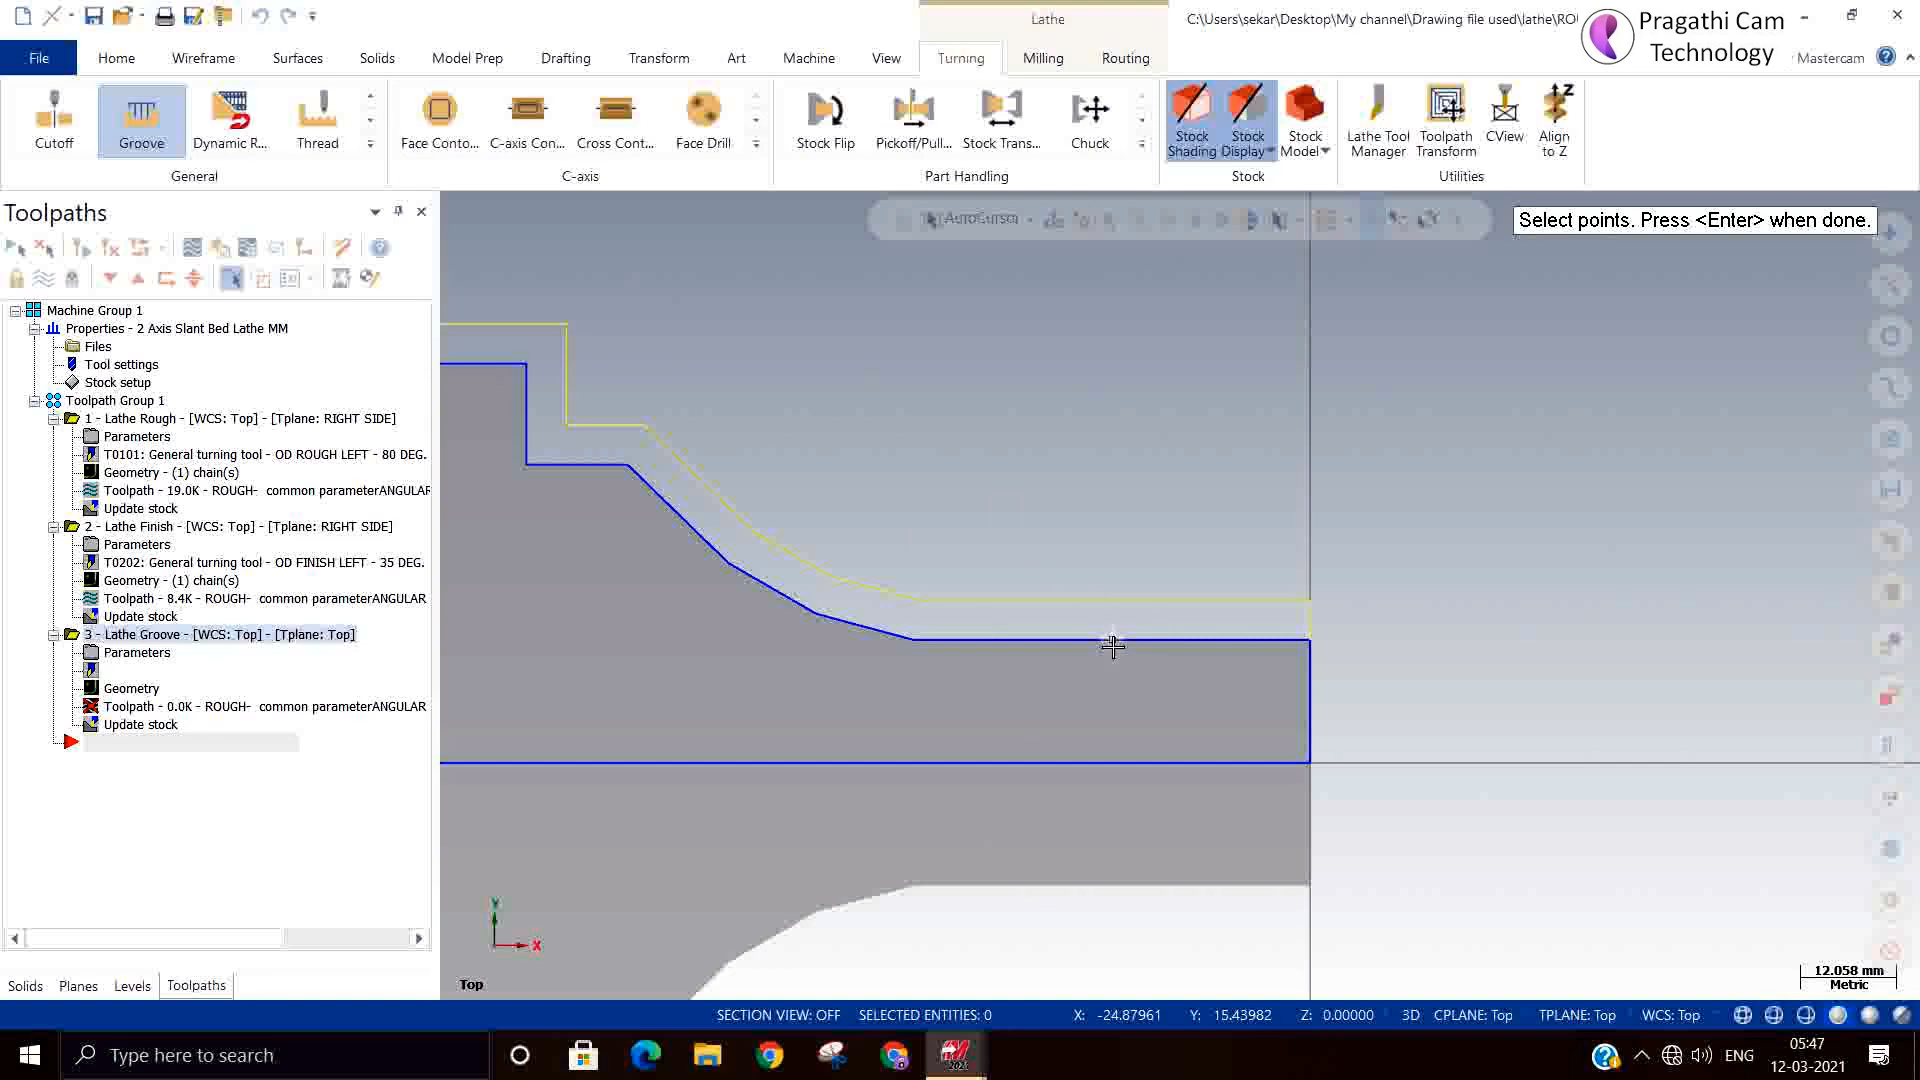 Lathe
C:\Users\sekar\Desktop\My channel\Drawing file used\lathe\ROU
Pragathi Cam
Technology
Mastercam
File
Home
Wireframe
Surfaces
Solids
Model Prep
Drafting
Transform
Art
Machine
View
Turning
Milling
Routing
Cutoff
Groove
Dynamic R...
Thread
Face Conto...
C-axis Con...
Cross Cont...
Face Drill
Stock Flip
Pickoff/Pull...
Stock Trans...
Chuck
Stock Shading
Stock Display
Stock Model
Lathe Tool Manager
Toolpath Transform
CView
Align to Z
General
C-axis
Part Handling
Stock
Utilities
Toolpaths
AutoCursor
Select points. Press <Enter> when done.
Machine Group 1
Properties - 2 Axis Slant Bed Lathe MM
Files
Tool settings
Stock setup
Toolpath Group 1
1 - Lathe Rough - [WCS: Top] - [Tplane: RIGHT SIDE]
Parameters
T0101: General turning tool - OD ROUGH LEFT - 80 DEG.
Geometry - (1) chain(s)
Toolpath - 19.0K - ROUGH- common parameterANGULAR
Update stock
2 - Lathe Finish - [WCS: Top] - [Tplane: RIGHT SIDE]
Parameters
T0202: General turning tool - OD FINISH LEFT - 35 DEG.
Geometry - (1) chain(s)
Toolpath - 8.4K - ROUGH- common parameterANGULAR
Update stock
3 - Lathe Groove - [WCS: Top] - [Tplane: Top]
Parameters
Geometry
Toolpath - 0.0K - ROUGH- common parameterANGULAR
Update stock
Y
X
Top
12.058 mm
Metric
Solids
Planes
Levels
Toolpaths
SECTION VIEW: OFF
SELECTED ENTITIES: 0
X: -24.87961
Y: 15.43982
Z: 0.00000
3D
CPLANE: Top
TPLANE: Top
WCS: Top
Type here to search
2021
ENG
05:47
12-03-2021